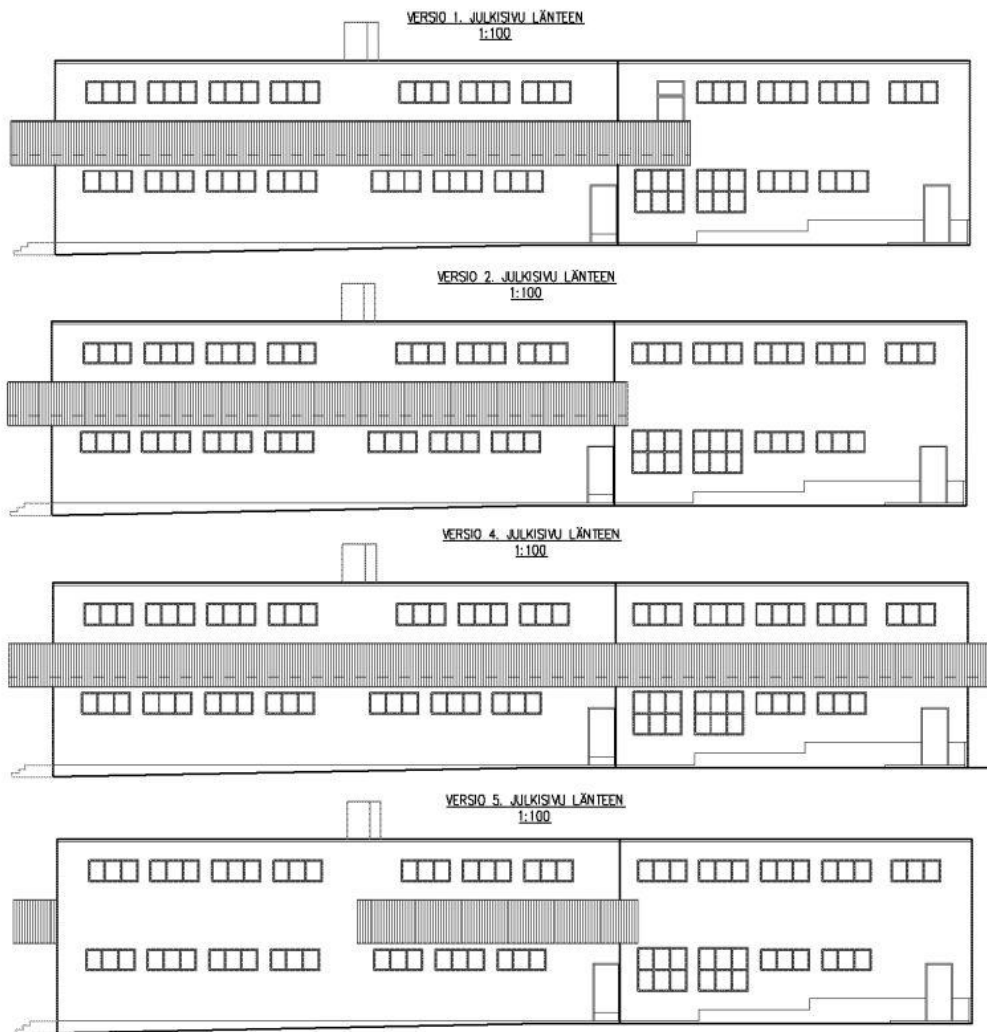 VERSIO 1. JULKISIVU LÄNTEEN
1:100
VERSIO 2. JULKISIVU LÄNTEEN
1:100
VERSIO 4. JULKISIVU LÄNTEEN
1:100
VERSIO 5. JULKISIVU LÄNTEEN
1:100